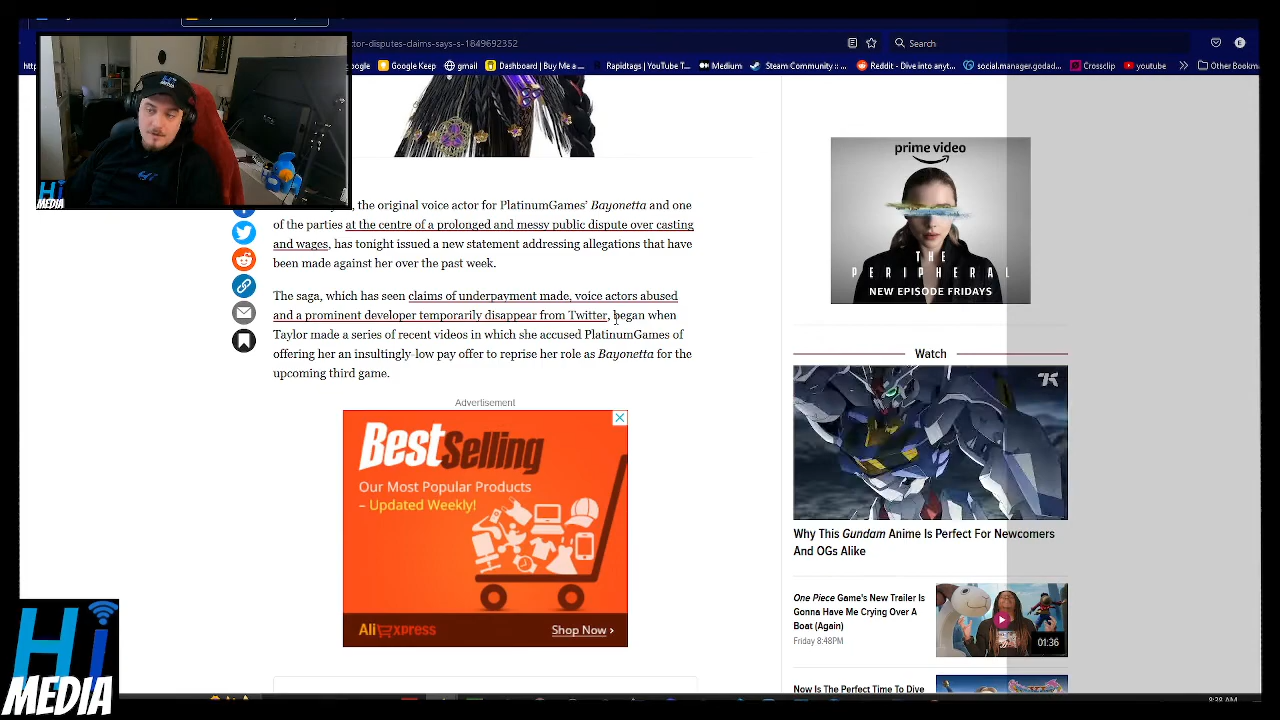 tor-disputes-claims-says-s-1849692352
Search
Google Keep
gmail
Dashboard | Buy Me a ...
Rapidtags | YouTube T...
Medium
Steam Community :: ...
Reddit - Dive into anyt...
social.manager.godad...
Crossclip
youtube
Other Bookm
Hi
MEDIA
, the original voice actor for PlatinumGames' Bayonetta and one
of the parties at the centre of a prolonged and messy public dispute over casting
and wages, has tonight issued a new statement addressing allegations that have
been made against her over the past week.
The saga, which has seen claims of underpayment made, voice actors abused
and a prominent developer temporarily disappear from Twitter, began when
Taylor made a series of recent videos in which she accused PlatinumGames of
offering her an insultingly-low pay offer to reprise her role as Bayonetta for the
upcoming third game.
Advertisement
BestSelling
Our Most Popular Products
– Updated Weekly!
AliExpress
Shop Now ›
prime video
THE
PERIPHERAL
NEW EPISODE FRIDAYS
Watch
Why This Gundam Anime Is Perfect For Newcomers
And OGs Alike
One Piece Game's New Trailer Is
Gonna Have Me Crying Over A
Boat (Again)
Friday 8:48PM
01:36
Now Is The Perfect Time To Dive
Hi
MEDIA